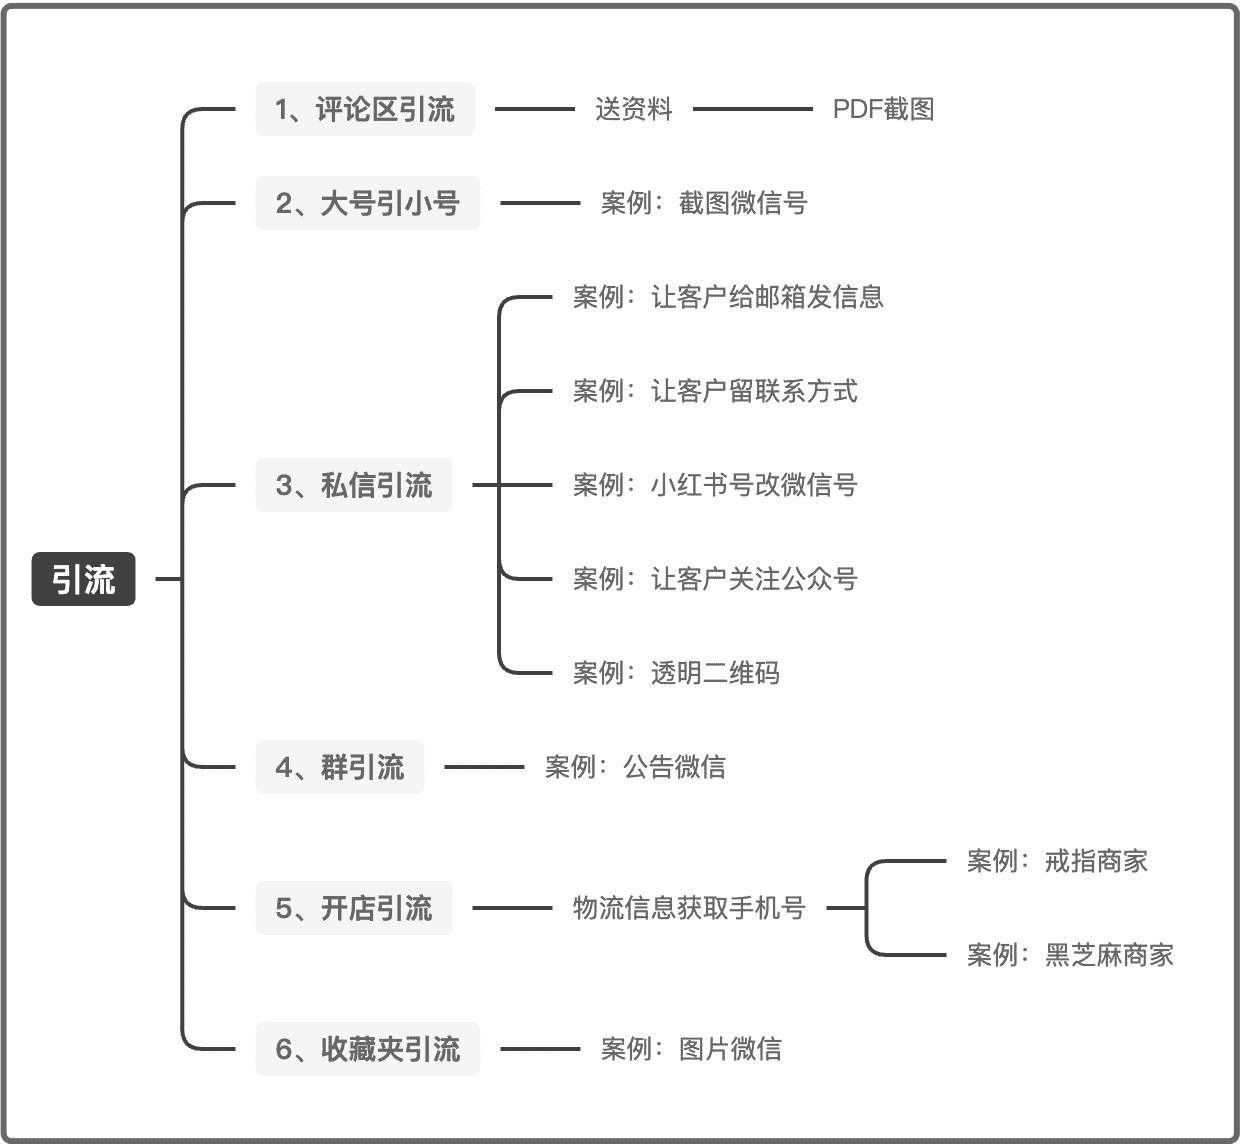 引流
1、评论区引流
送资料
PDF截图
2、大号引小号
案例：截图微信号
3、私信引流
案例：让客户给邮箱发信息
案例：让客户留联系方式
案例：小红书号改微信号
案例：让客户关注公众号
案例：透明二维码
4、群引流
案例：公告微信
5、开店引流
物流信息获取手机号
案例：戒指商家
案例：黑芝麻商家
6、收藏夹引流
案例：图片微信